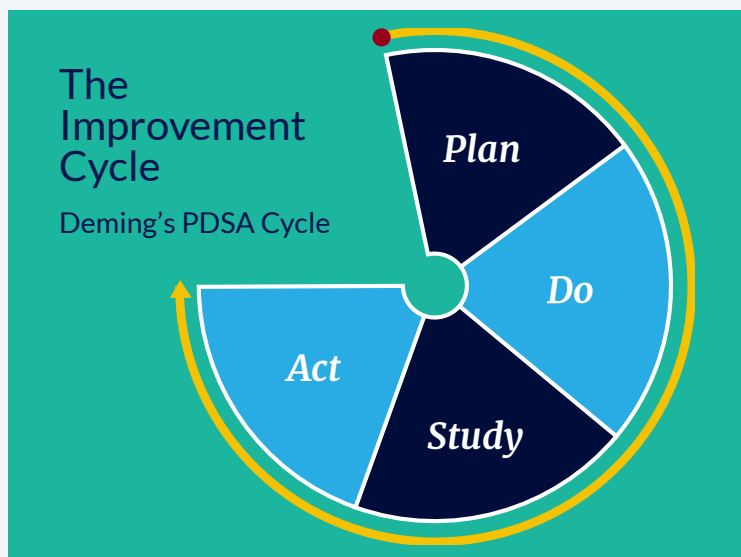 The
Improvement
Cycle
Deming’s PDSA Cycle
Plan
Do
Study
Act